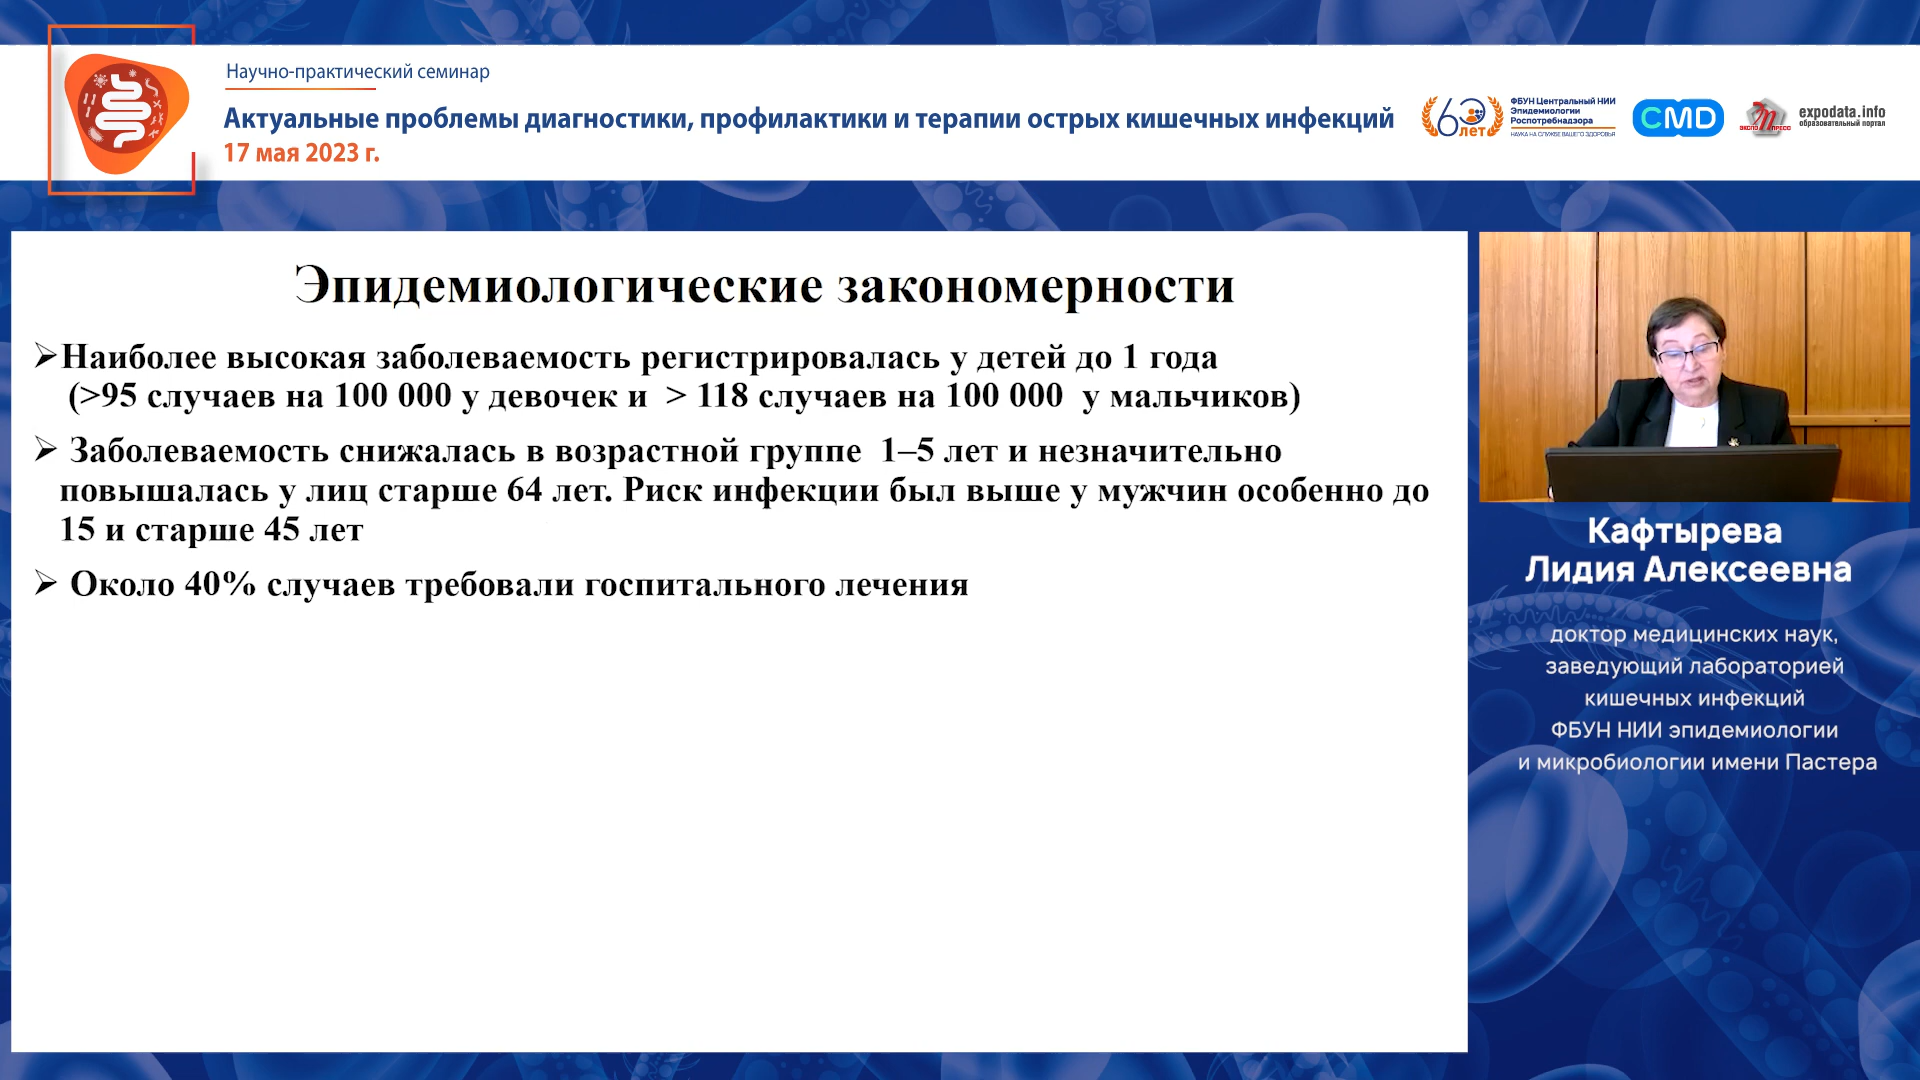 Научно-практический семинар
Актуальные проблемы диагностики, профилактики и терапии острых кишечных инфекций
17 мая 2023 г.
60 лет
ФБУН Центральный НИИ
Эпидемиологии
Роспотребнадзора
НАУКА НА СЛУЖБЕ ВАШЕГО ЗДОРОВЬЯ
CMD
ЭКСПО ПРЕСС
expodata.info
образовательный портал
Эпидемиологические закономерности
➢Наиболее высокая заболеваемость регистрировалась у детей до 1 года
(>95 случаев на 100 000 у девочек и > 118 случаев на 100 000 у мальчиков)
➢ Заболеваемость снижалась в возрастной группе 1–5 лет и незначительно
повышалась у лиц старше 64 лет. Риск инфекции был выше у мужчин особенно до
15 и старше 45 лет
➢ Около 40% случаев требовали госпитального лечения
Кафтырева
Лидия Алексеевна
доктор медицинских наук,
заведующий лабораторией
кишечных инфекций
ФБУН НИИ эпидемиологии
и микробиологии имени Пастера